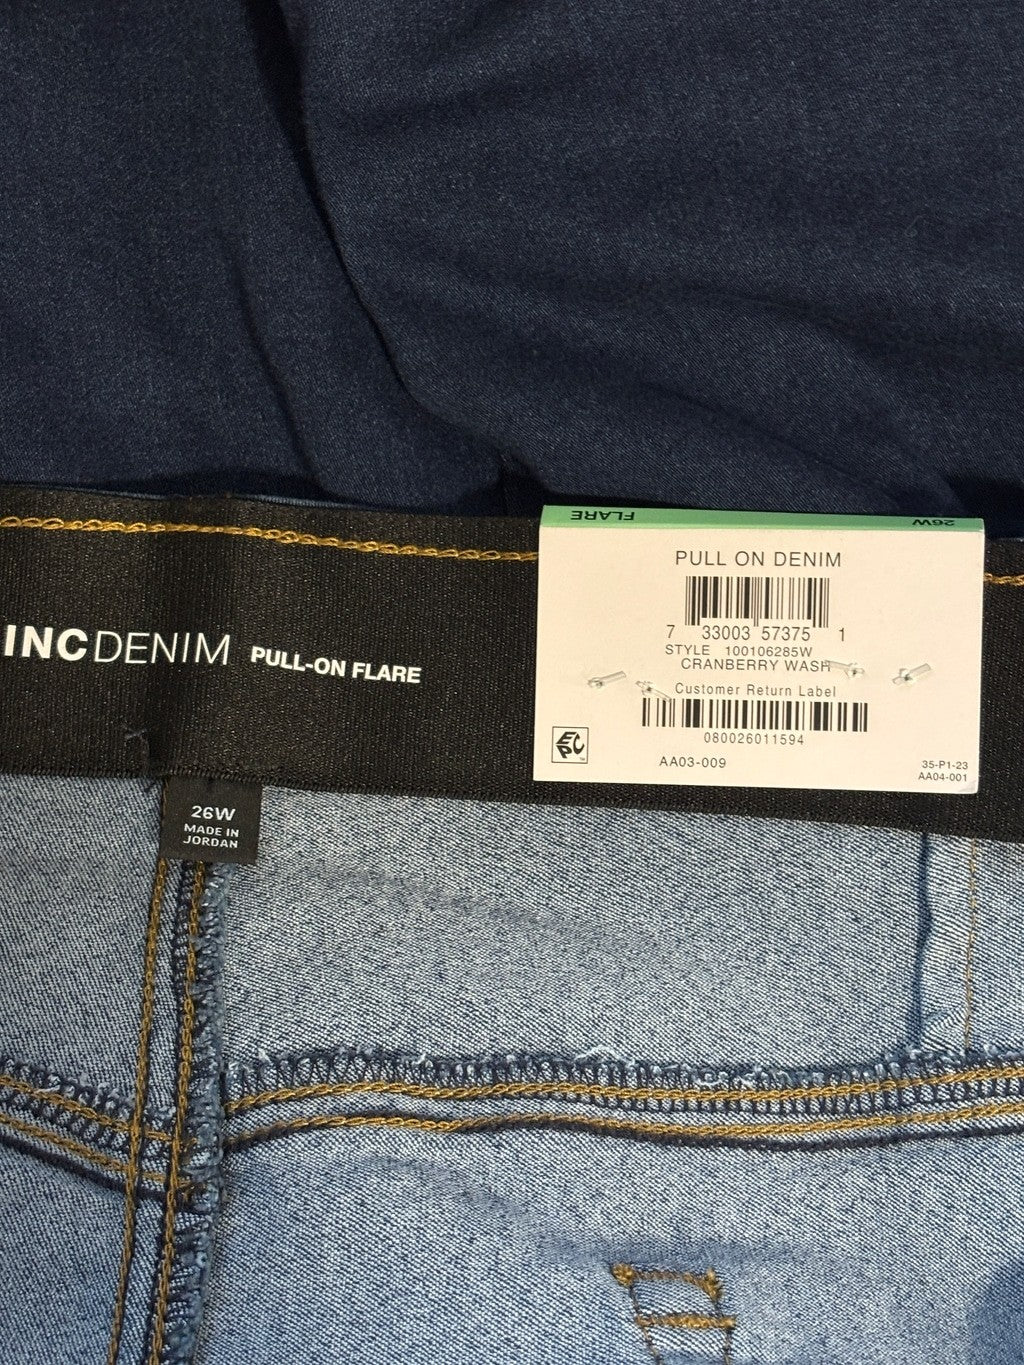 FLARE 26W
PULL ON DENIM
7 33003 57375 1
STYLE 100106285W
CRANBERRY WASH
Customer Return Label
080026011594
EPC
AA03-009
35-P1-23
AA04-001
INCDENIM PULL-ON FLARE
26W
MADE IN
JORDAN